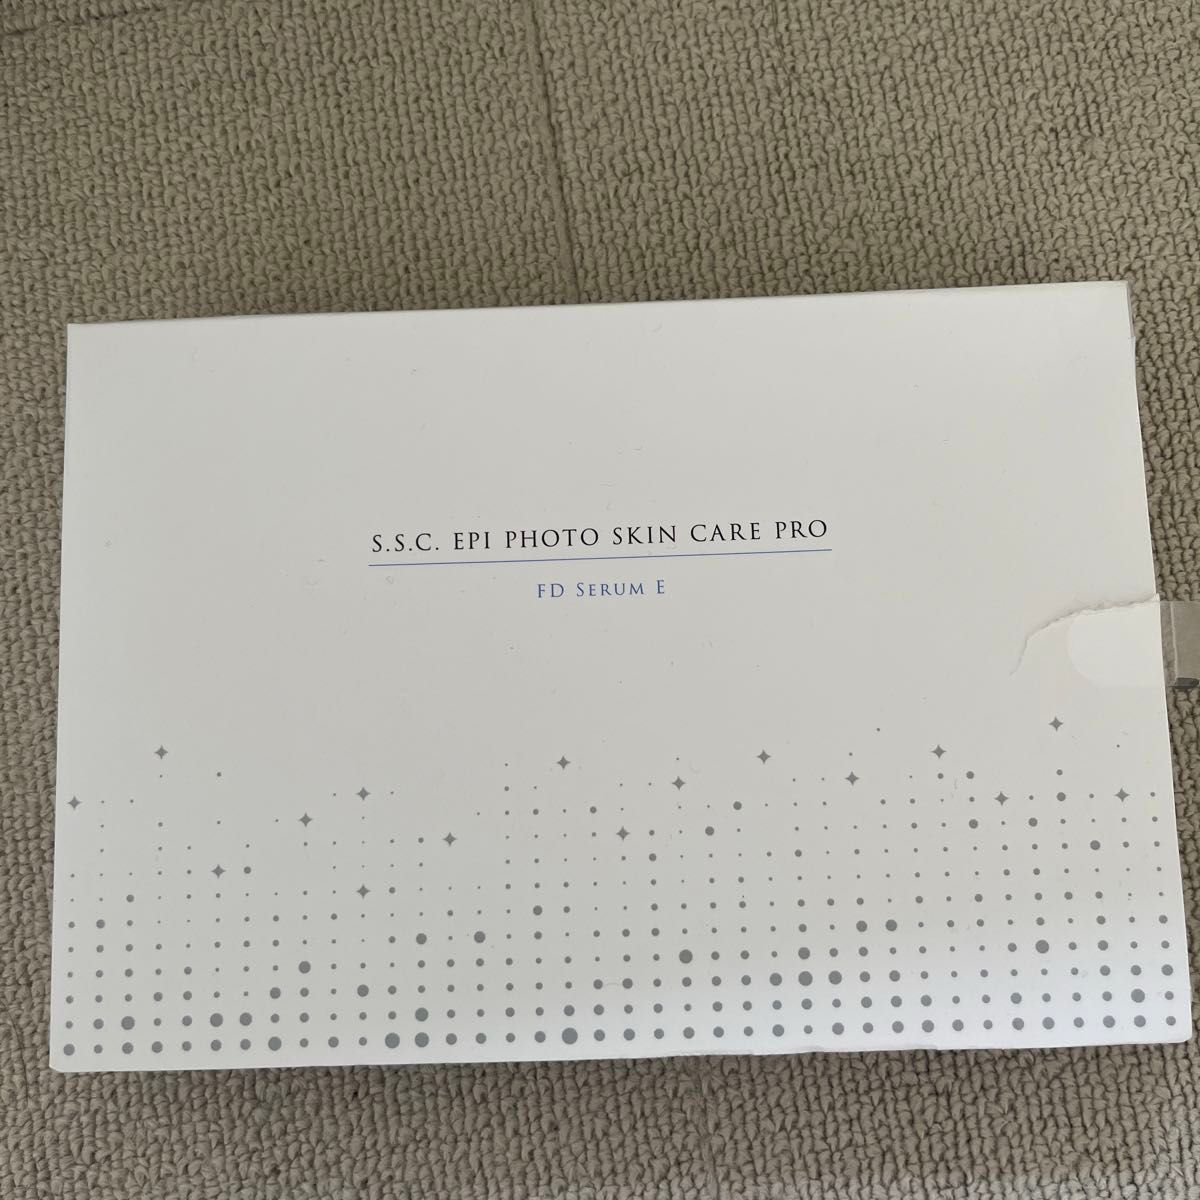 S.S.C. EPI PHOTO SKIN CARE PRO
FD SERUM E